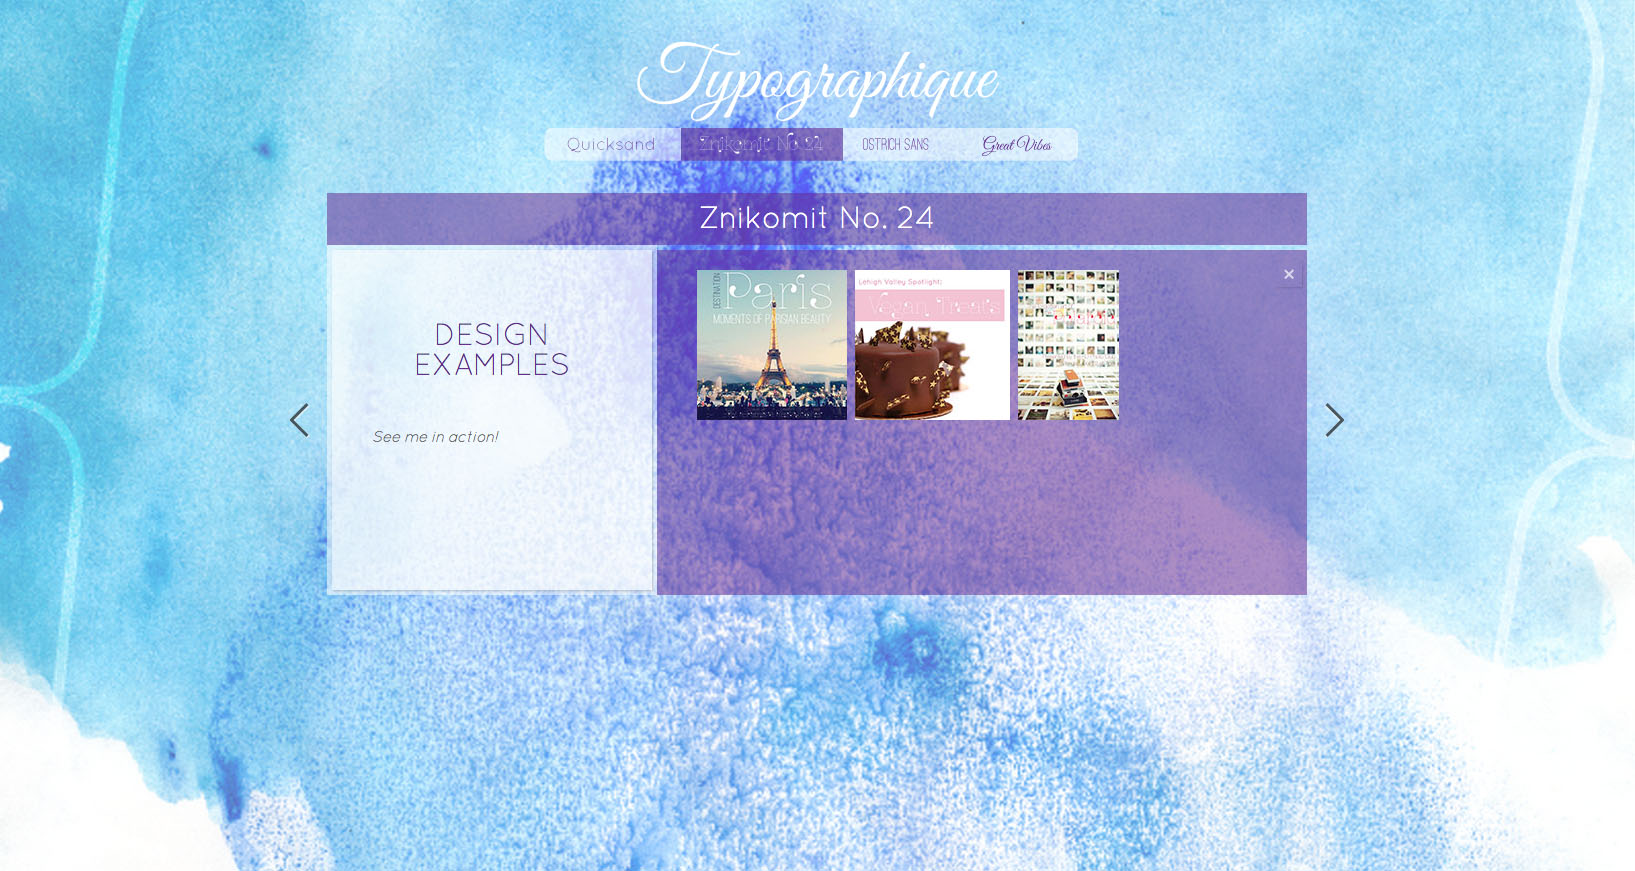 Typographique
Quicksand
Znikomit No. 24
OSTRICH SANS
Great Vibes
Znikomit No. 24
DESIGN
EXAMPLES
See me in action!
DESTINATION
Paris
MOMENTS OF PARISIAN BEAUTY
Lehigh Valley Spotlight:
Vegan Treats